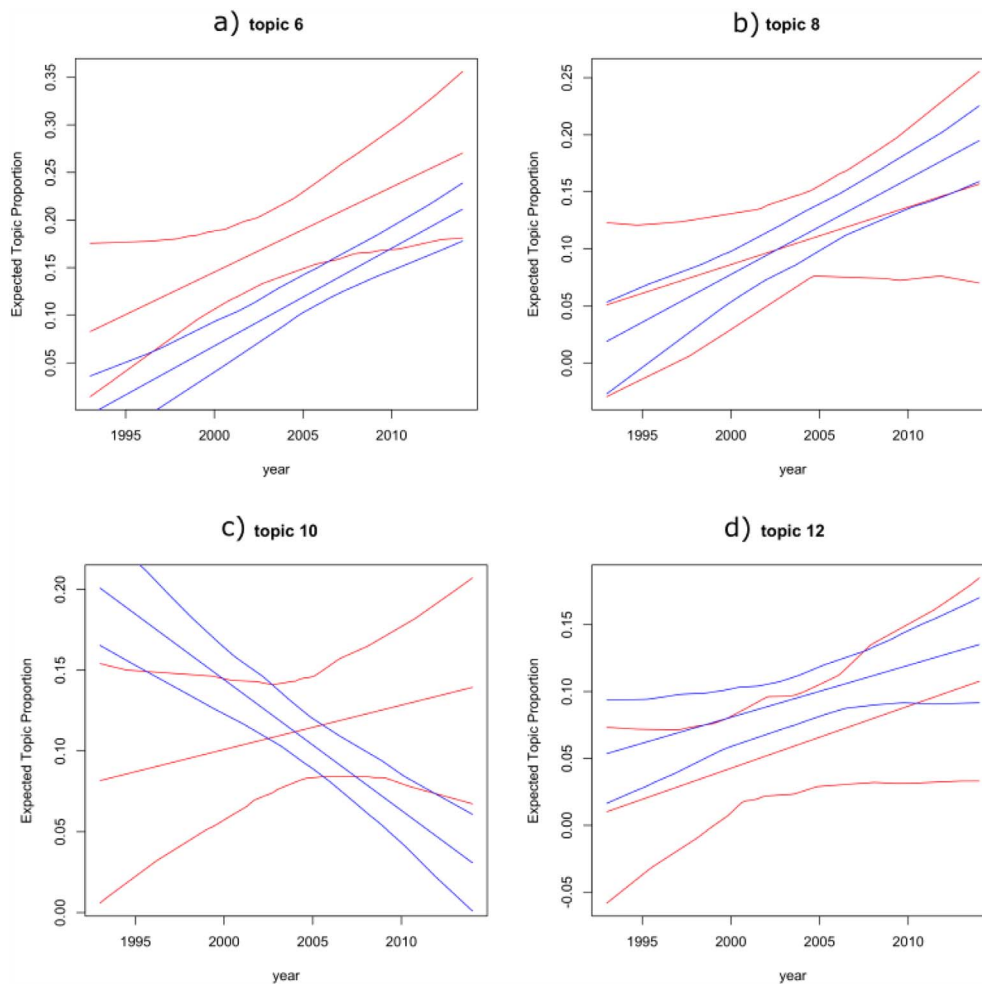 a) topic 6
b) topic 8
Expected Topic Proportion
0.05 0.10 0.15 0.20 0.25 0.30 0.35
1995 2000 2005 2010
year
Expected Topic Proportion
0.00 0.05 0.10 0.15 0.20 0.25
1995 2000 2005 2010
year
c) topic 10
d) topic 12
Expected Topic Proportion
0.00 0.05 0.10 0.15 0.20
1995 2000 2005 2010
year
Expected Topic Proportion
-0.05 0.00 0.05 0.10 0.15
1995 2000 2005 2010
year